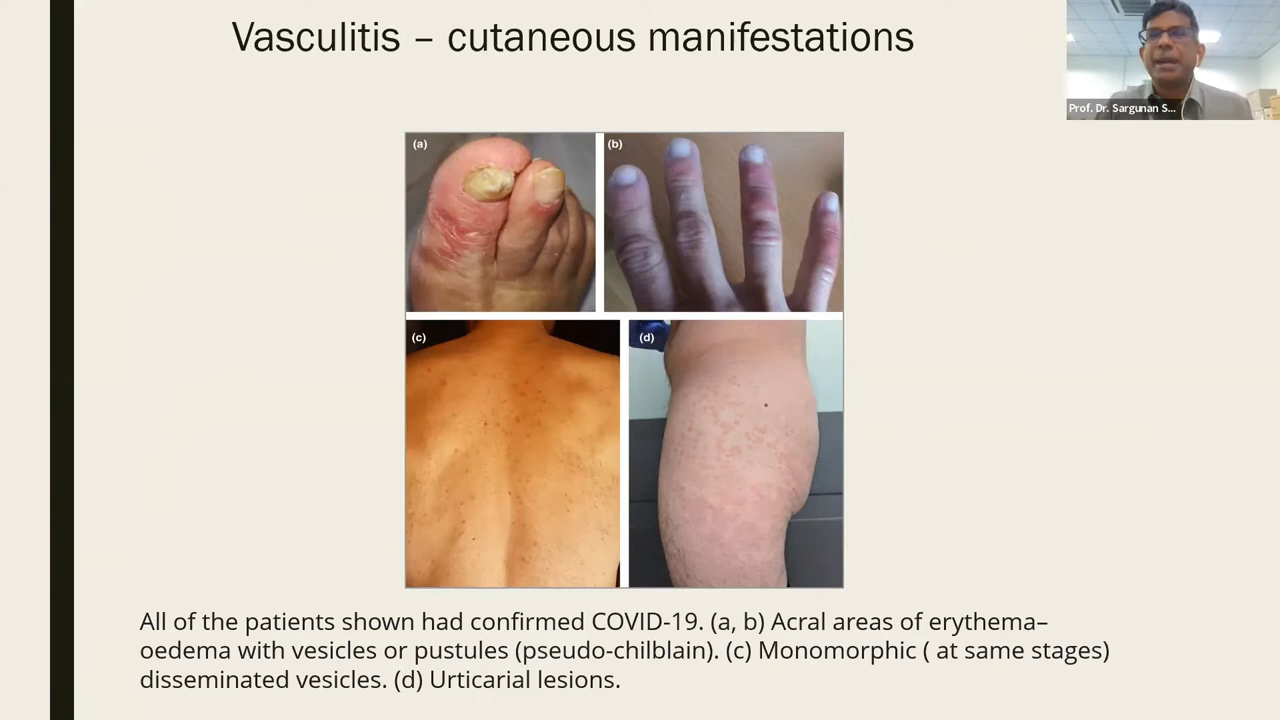 Vasculitis – cutaneous manifestations
Prof. Dr. Sargunan S...
(a)
(b)
(c)
(d)
All of the patients shown had confirmed COVID-19. (a, b) Acral areas of erythema–
oedema with vesicles or pustules (pseudo-chilblain). (c) Monomorphic ( at same stages)
disseminated vesicles. (d) Urticarial lesions.